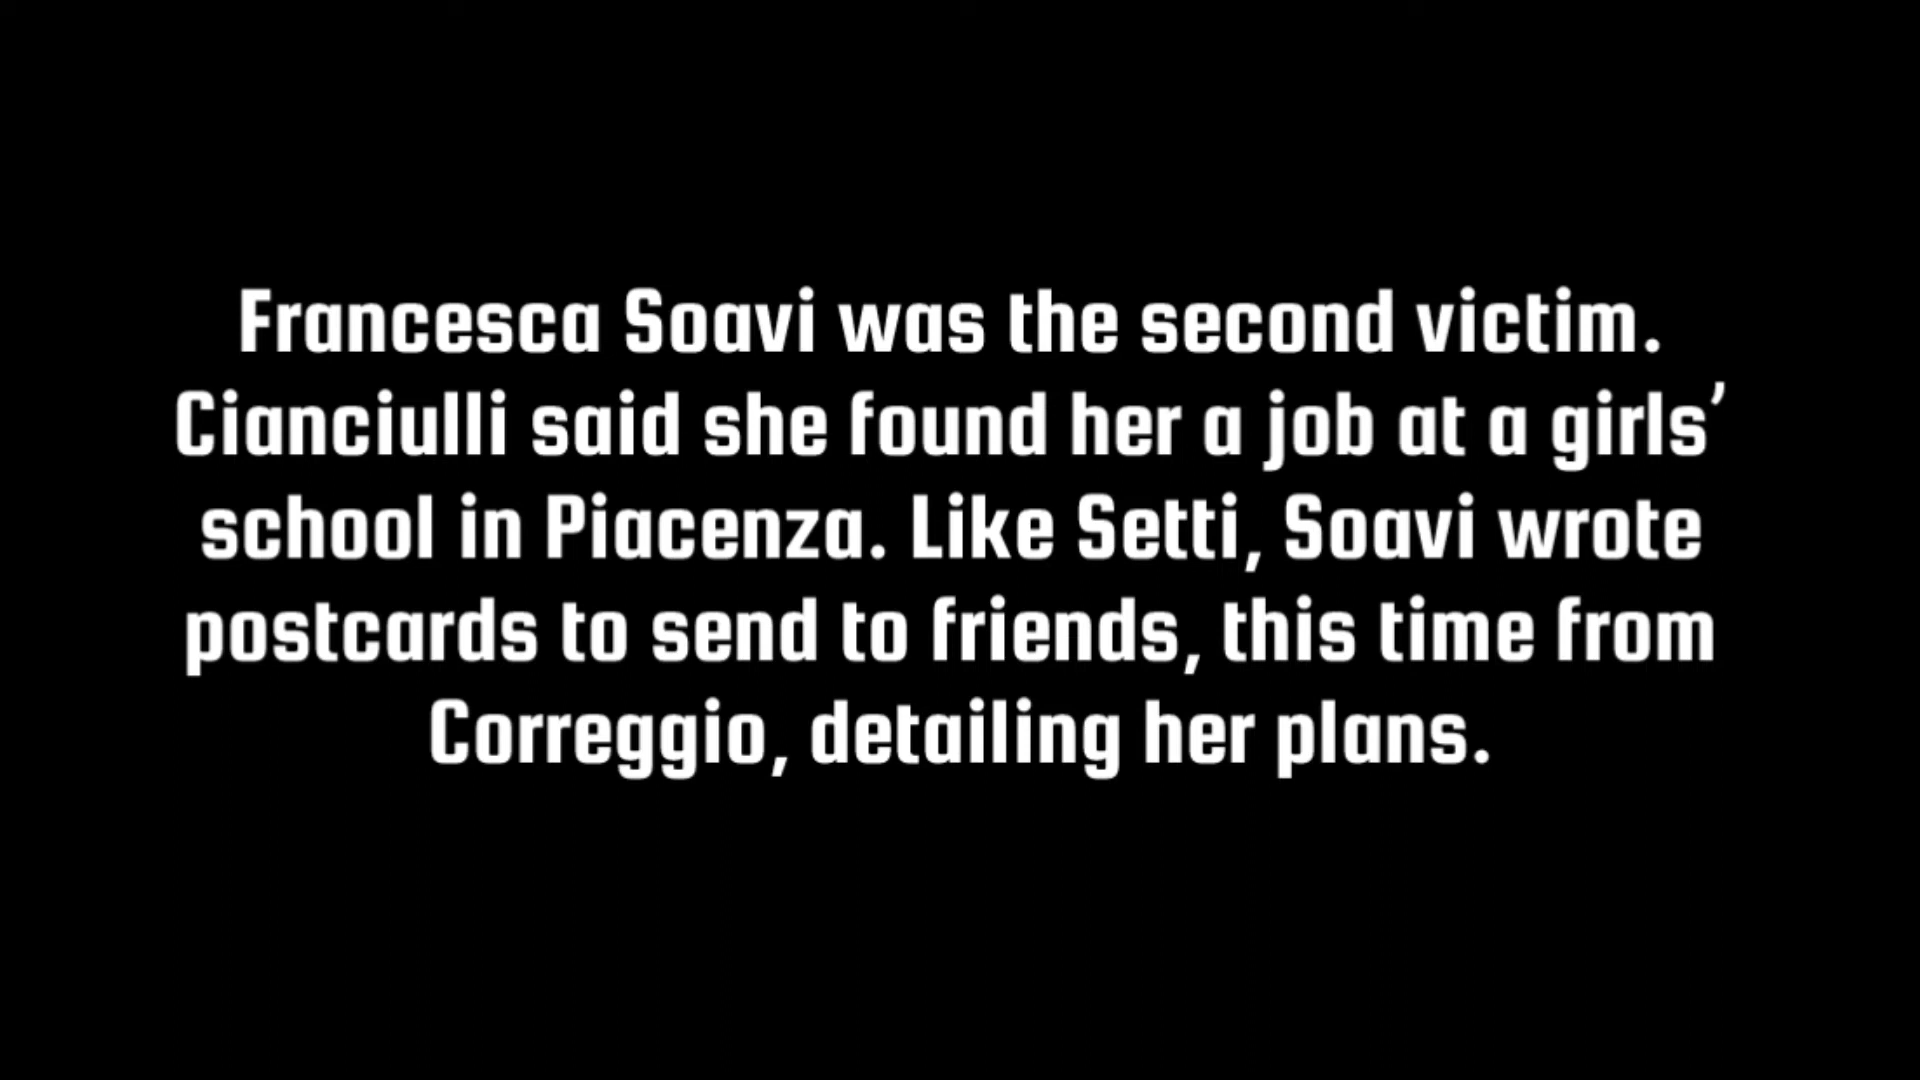 Francesca Soavi was the second victim.
Cianciulli said she found her a job at a girls’
school in Piacenza. Like Setti, Soavi wrote
postcards to send to friends, this time from
Correggio, detailing her plans.